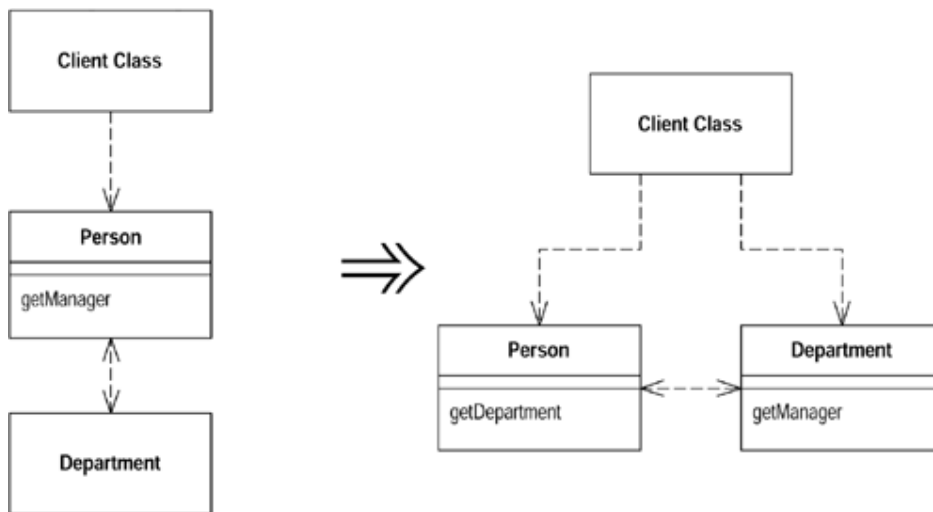 Client Class
Person
getManager
Department
Client Class
Person
getDepartment
Department
getManager